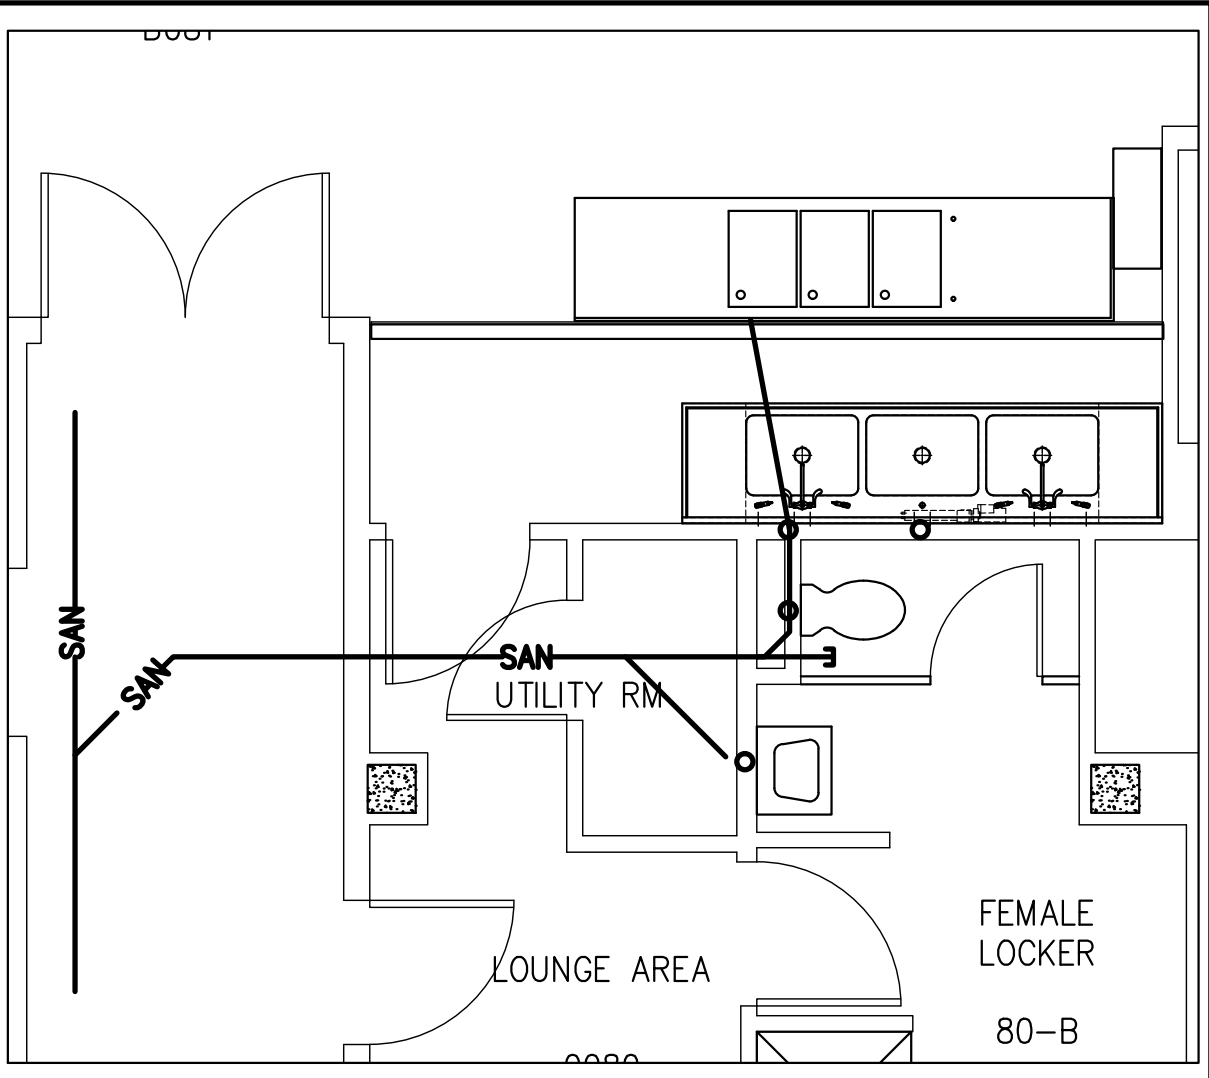 SAN
SAN
SAN
UTILITY RM
FEMALE
LOCKER
LOUNGE AREA
80-B